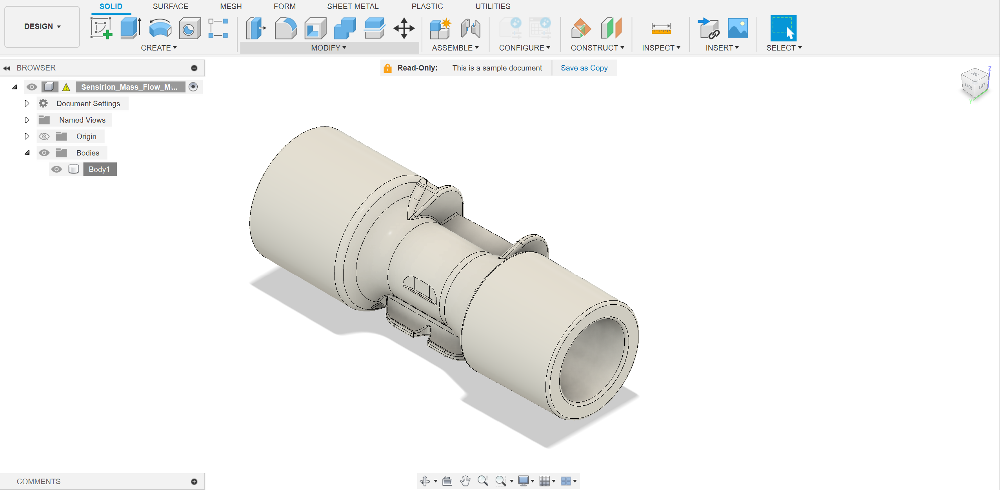 SOLID SURFACE MESH FORM SHEET METAL PLASTIC UTILITIES
DESIGN
CREATE MODIFY ASSEMBLE CONFIGURE CONSTRUCT INSPECT INSERT SELECT
BROWSER
Read-Only: This is a sample document Save as Copy
Sensirion_Mass_Flow_M...
Document Settings
Named Views
Origin
Bodies
Body1
Z
TOP
BACK LEFT
Y
COMMENTS